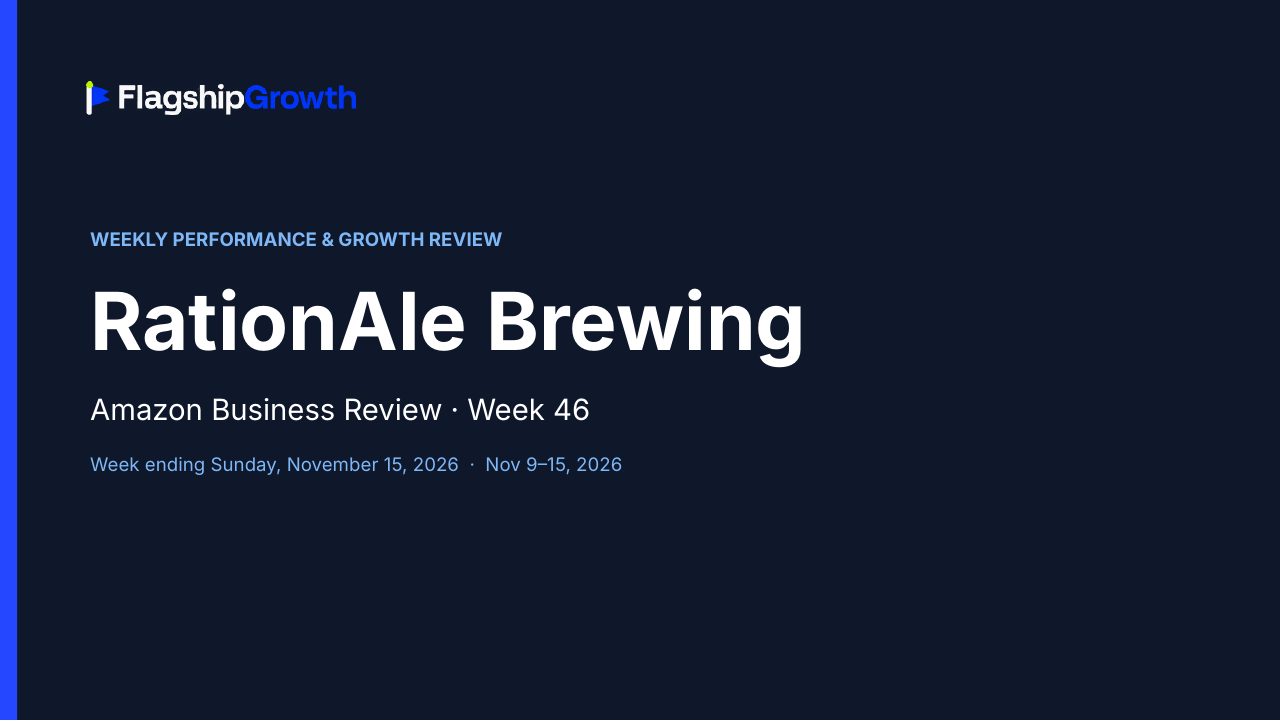 FlagshipGrowth
WEEKLY PERFORMANCE & GROWTH REVIEW
RationAle Brewing
Amazon Business Review · Week 46
Week ending Sunday, November 15, 2026 · Nov 9–15, 2026